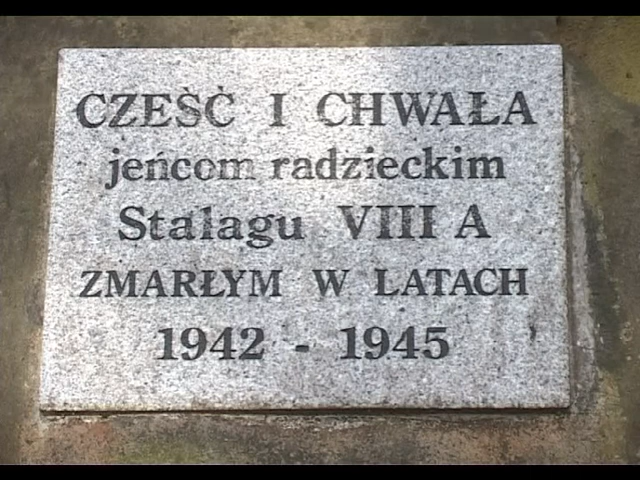 CZEŚĆ I CHWAŁA
jeńcom radzieckim
Stalagu VIII A
ZMARŁYM W LATACH
1942 - 1945